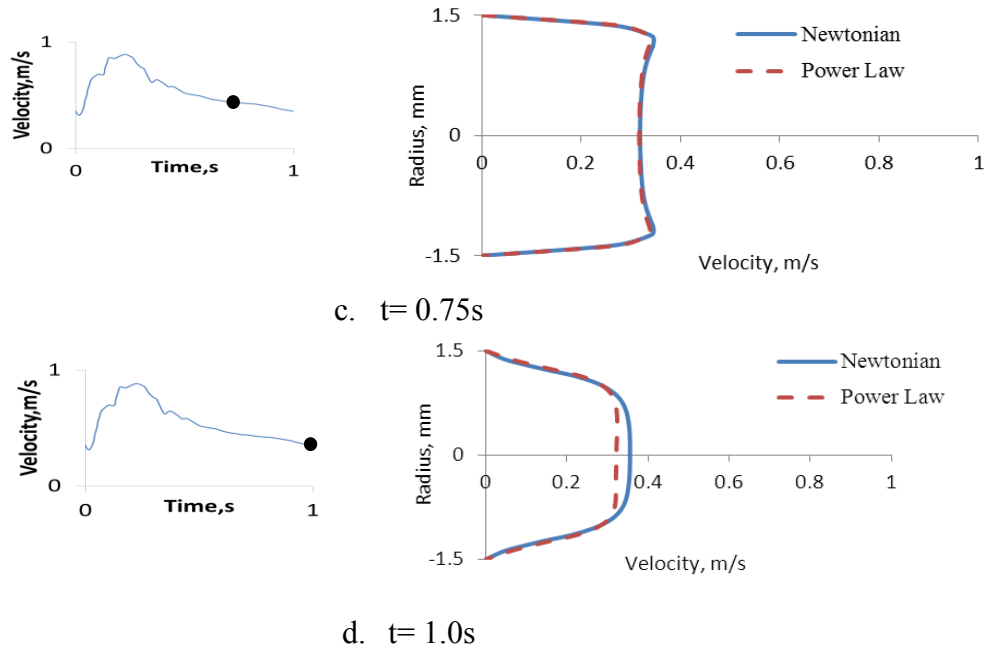 1
Velocity,m/s
0
0
Time,s
1
1.5
Newtonian
Power Law
Radius, mm
0
0
0.2
0.4
0.6
0.8
1
-1.5
Velocity, m/s
c. t= 0.75s
1
Velocity,m/s
0
0
Time,s
1
1.5
Newtonian
Power Law
Radius, mm
0
0
0.2
0.4
0.6
0.8
1
-1.5
Velocity, m/s
d. t= 1.0s